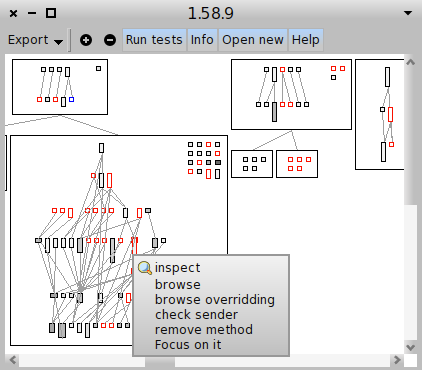 1.58.9
Export Run tests Info Open new Help
inspect
browse
browse overridding
check sender
remove method
Focus on it